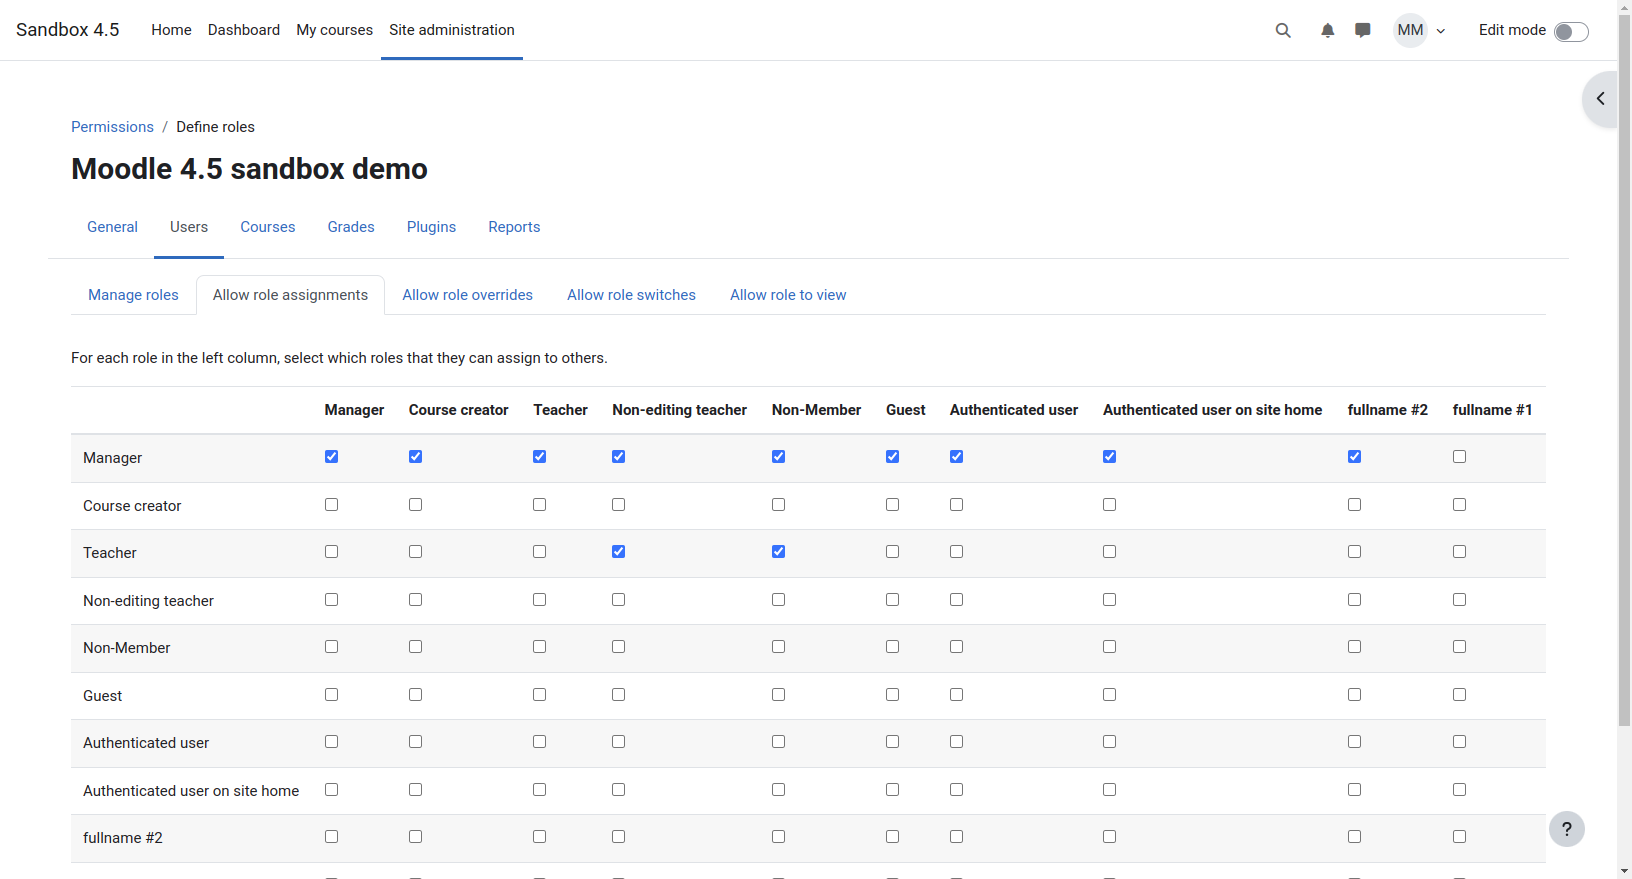 Sandbox 4.5 Home Dashboard My courses Site administration MM Edit mode
Permissions / Define roles
Moodle 4.5 sandbox demo
General Users Courses Grades Plugins Reports
Manage roles Allow role assignments Allow role overrides Allow role switches Allow role to view
For each role in the left column, select which roles that they can assign to others.
Manager Course creator Teacher Non-editing teacher Non-Member Guest Authenticated user Authenticated user on site home fullname #2 fullname #1
Manager
Course creator
Teacher
Non-editing teacher
Non-Member
Guest
Authenticated user
Authenticated user on site home
fullname #2
?